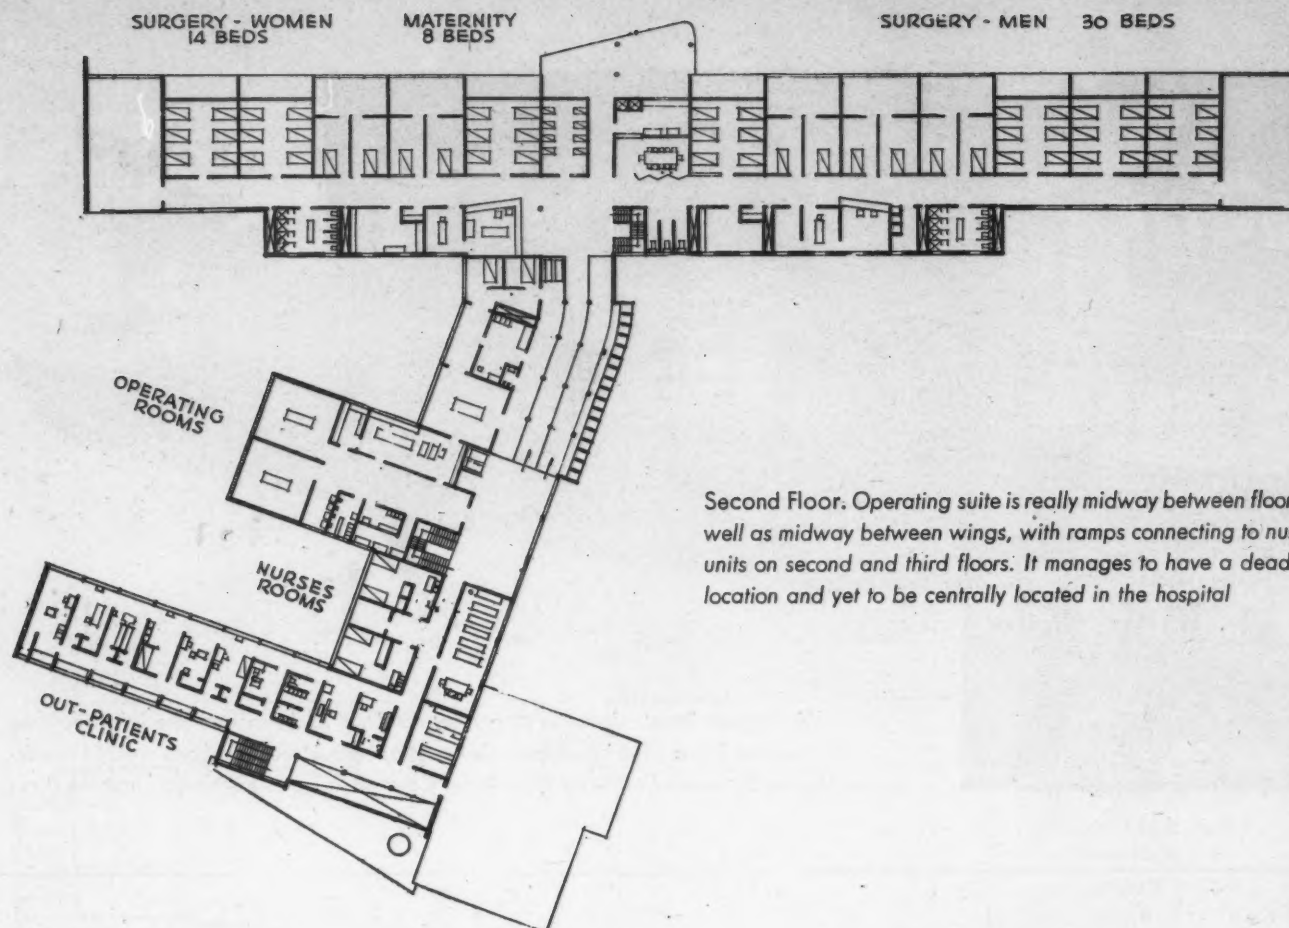 SURGERY - WOMEN
14 BEDS
MATERNITY
8 BEDS
SURGERY - MEN 30 BEDS
OPERATING
ROOMS
Second Floor. Operating suite is really midway between floor
well as midway between wings, with ramps connecting to nu
units on second and third floors. It manages to have a dead
location and yet to be centrally located in the hospital
NURSES
ROOMS
OUT-PATIENTS
CLINIC